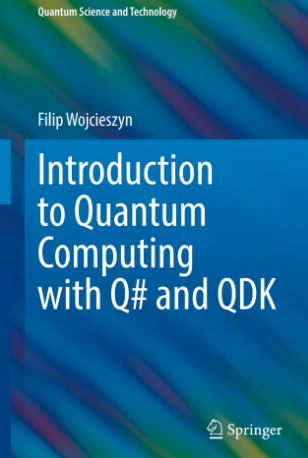 Quantum Science and Technology
Filip Wojcieszyn
Introduction
to Quantum
Computing
with Q# and QDK
Springer